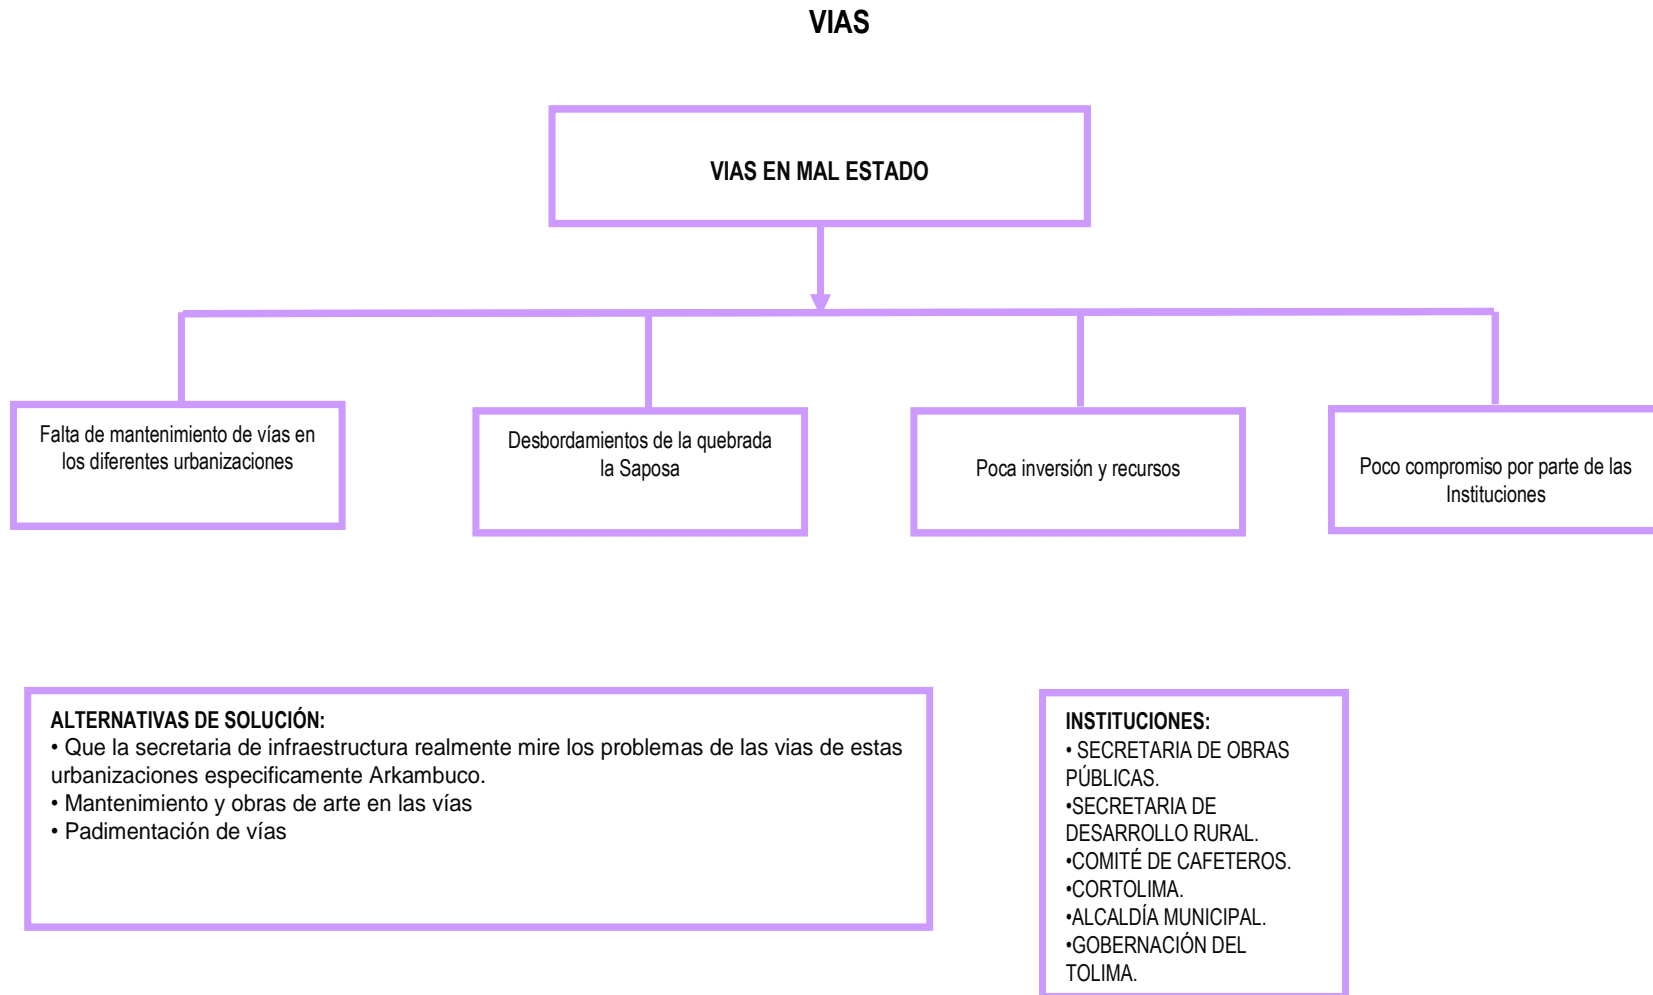 VIAS
VIAS EN MAL ESTADO
Falta de mantenimiento de vías en
los diferentes urbanizaciones
Desbordamientos de la quebrada
la Saposa
Poca inversión y recursos
Poco compromiso por parte de las
Instituciones
ALTERNATIVAS DE SOLUCIÓN:
• Que la secretaria de infraestructura realmente mire los problemas de las vias de estas
urbanizaciones especificamente Arkambuco.
• Mantenimiento y obras de arte en las vías
• Padimentación de vías
INSTITUCIONES:
• SECRETARIA DE OBRAS
PÚBLICAS.
•SECRETARIA DE
DESARROLLO RURAL.
•COMITÉ DE CAFETEROS.
•CORTOLIMA.
•ALCALDÍA MUNICIPAL.
•GOBERNACIÓN DEL
TOLIMA.